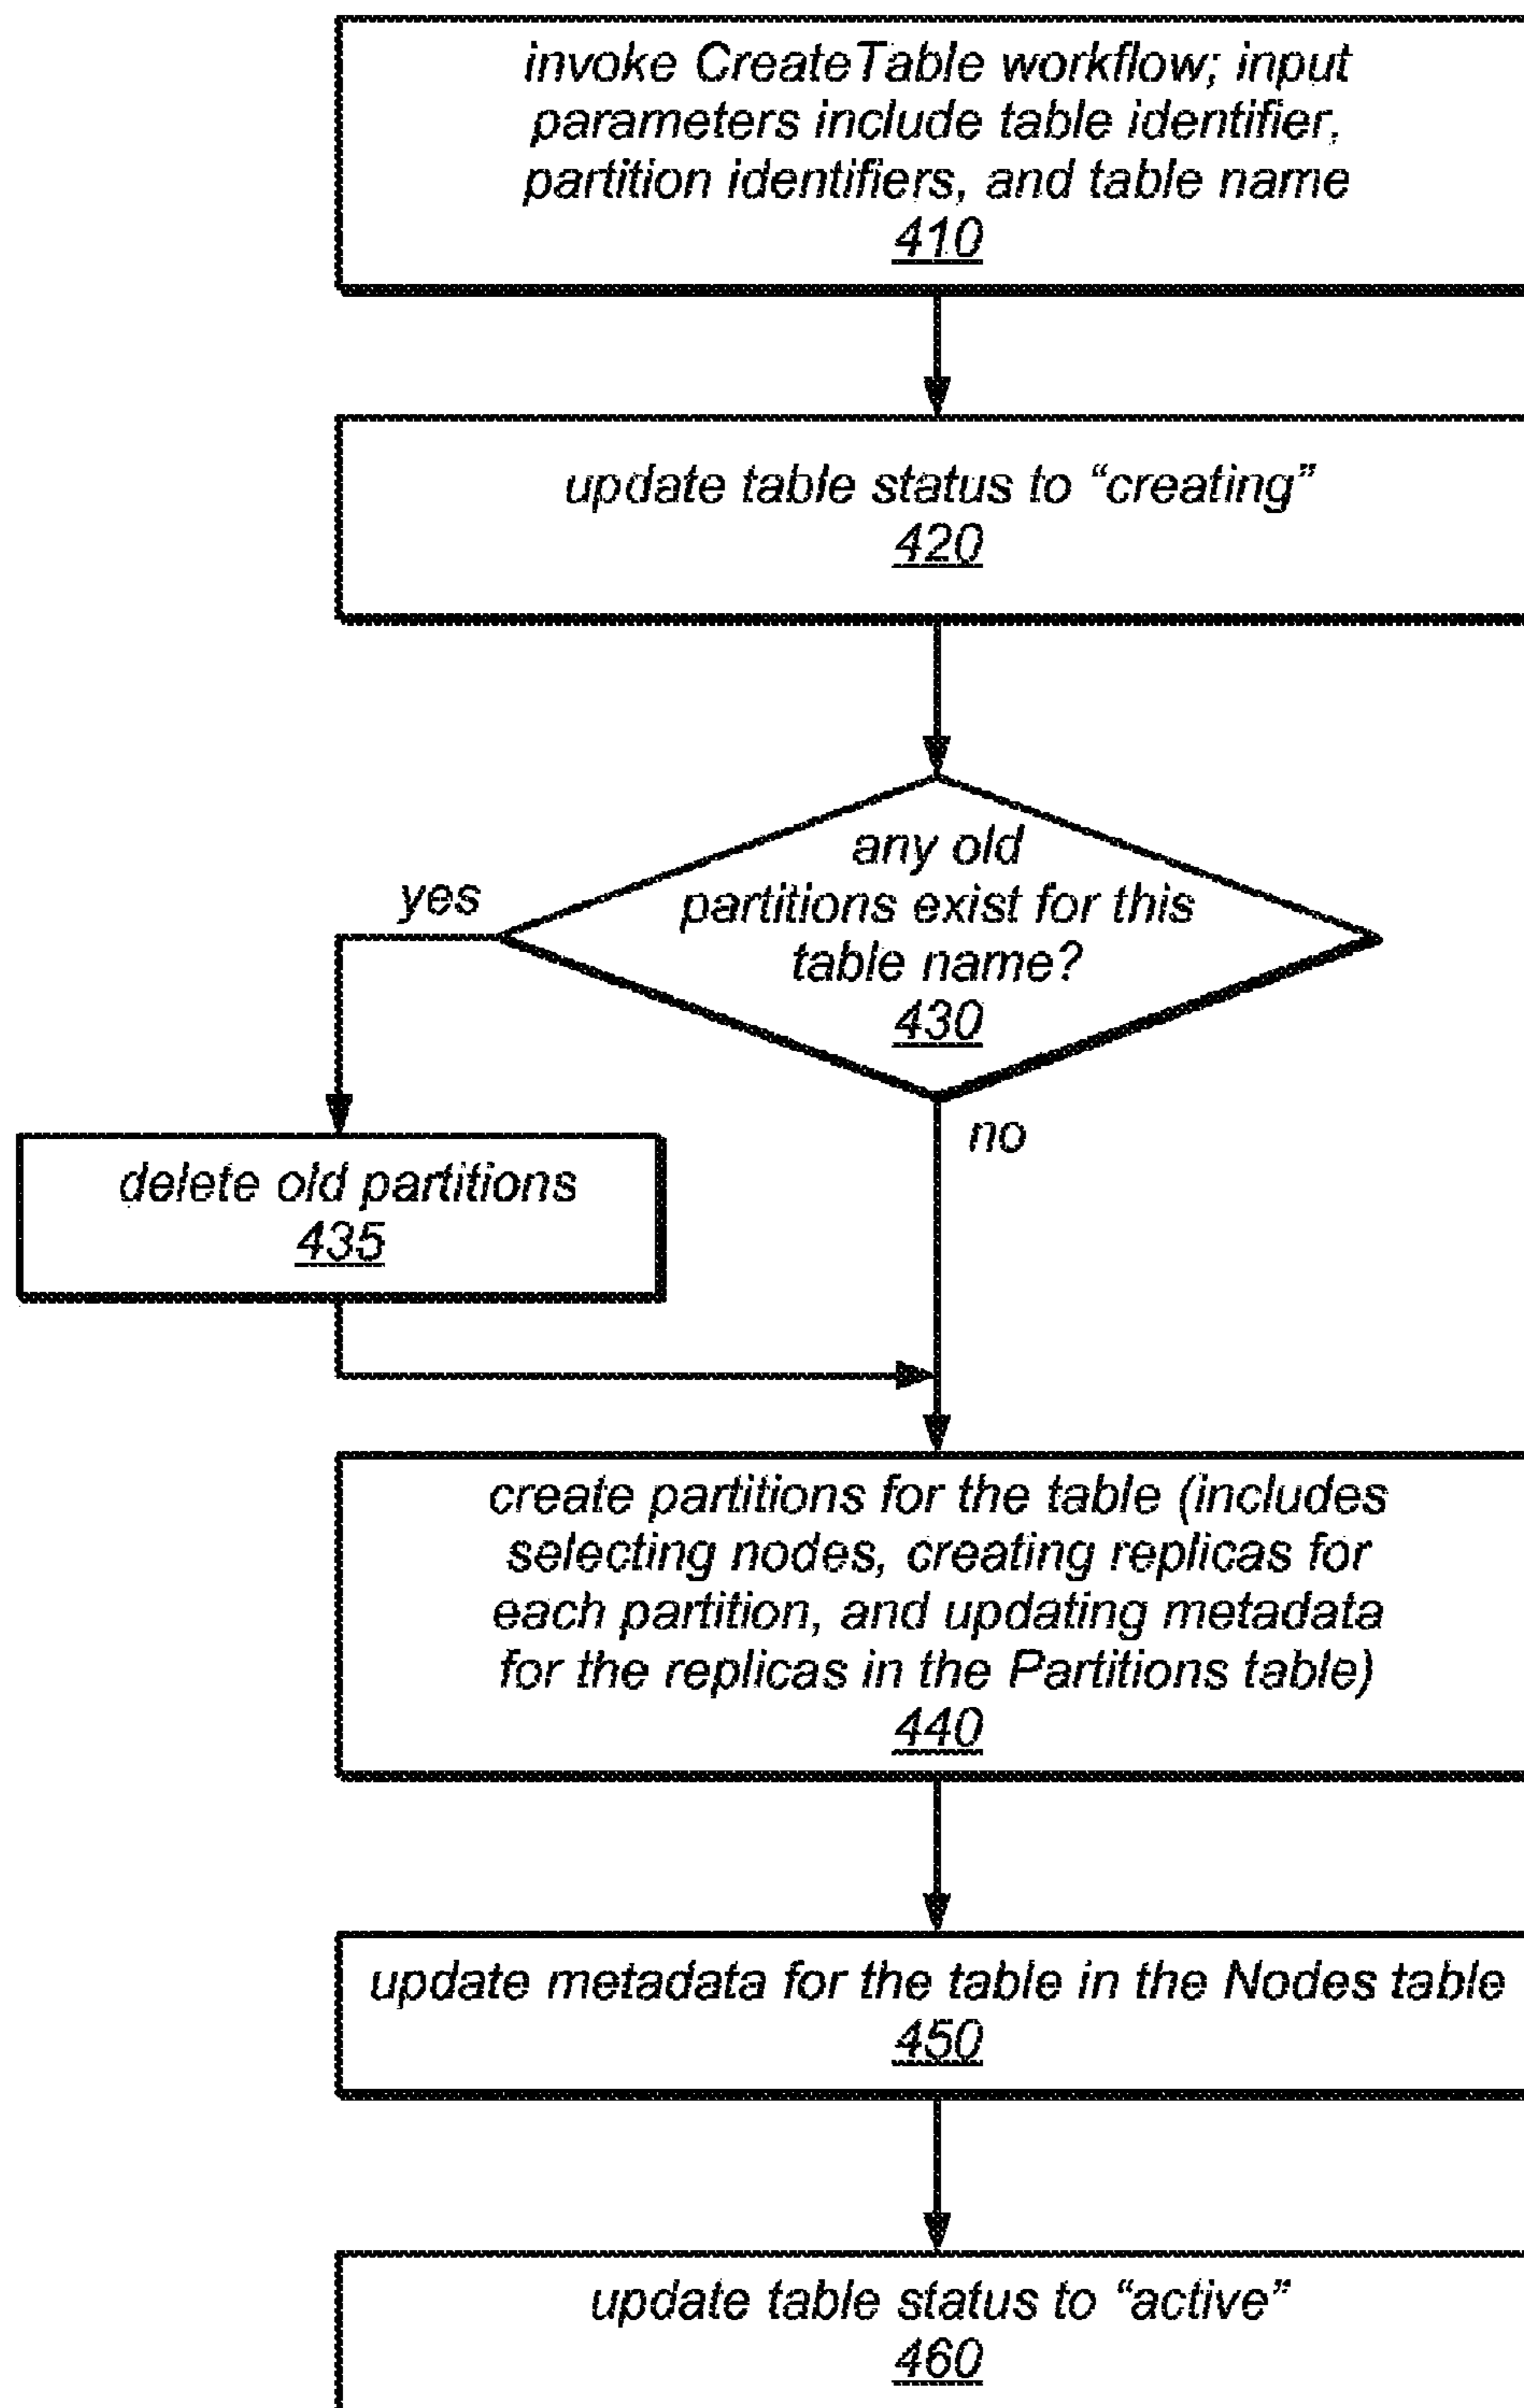 invoke CreateTable workflow; input
parameters include table identifier,
partition identifiers, and table name
410
update table status to “creating”
420
any old
partitions exist for this
table name?
430
yes
no
delete old partitions
435
create partitions for the table (includes
selecting nodes, creating replicas for
each partition, and updating metadata
for the replicas in the Partitions table)
440
update metadata for the table in the Nodes table
450
update table status to “active”
460